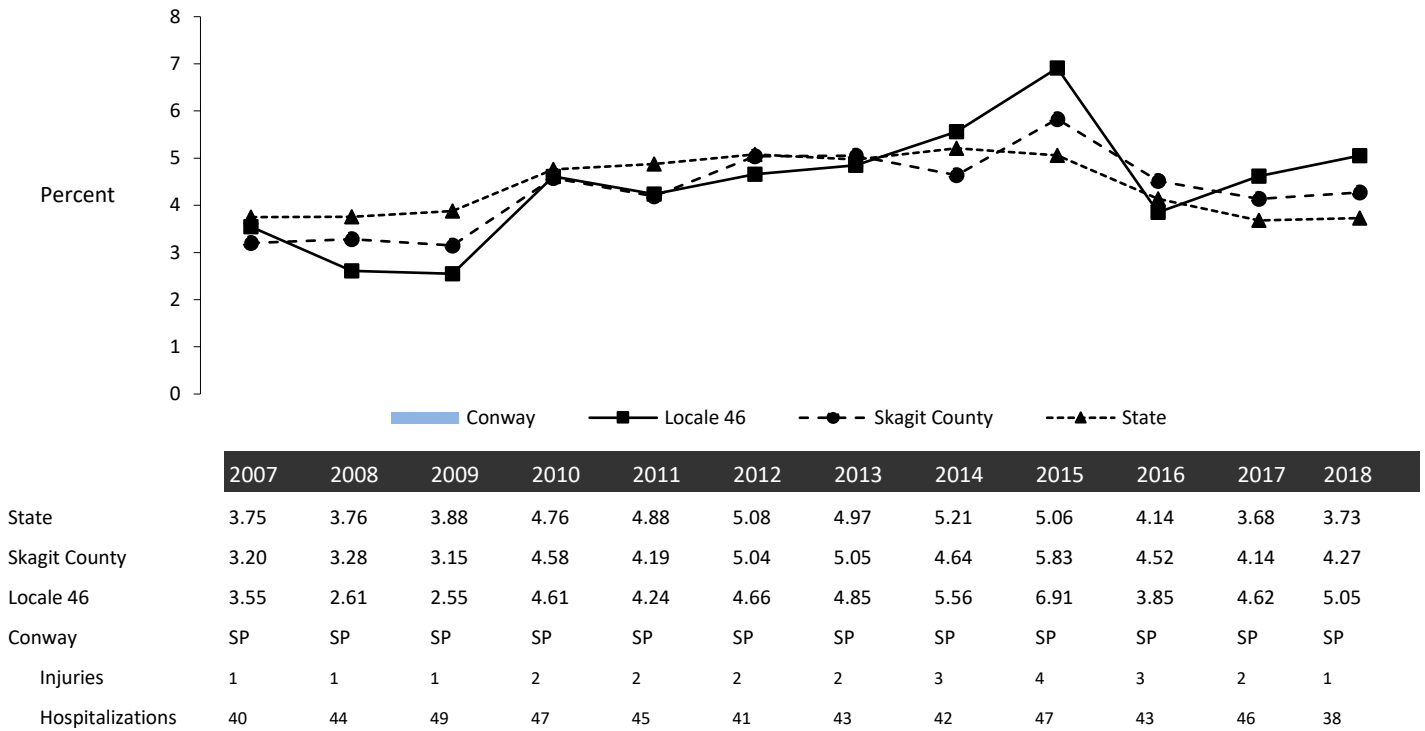 8
7
6
5
4
3
2
1
0
Percent
Conway Locale 46 Skagit County State
2007 2008 2009 2010 2011 2012 2013 2014 2015 2016 2017 2018
State 3.75 3.76 3.88 4.76 4.88 5.08 4.97 5.21 5.06 4.14 3.68 3.73
Skagit County 3.20 3.28 3.15 4.58 4.19 5.04 5.05 4.64 5.83 4.52 4.14 4.27
Locale 46 3.55 2.61 2.55 4.61 4.24 4.66 4.85 5.56 6.91 3.85 4.62 5.05
Conway SP SP SP SP SP SP SP SP SP SP SP SP
Injuries 1 1 1 2 2 2 2 3 4 3 2 1
Hospitalizations 40 44 49 47 45 41 43 42 47 43 46 38